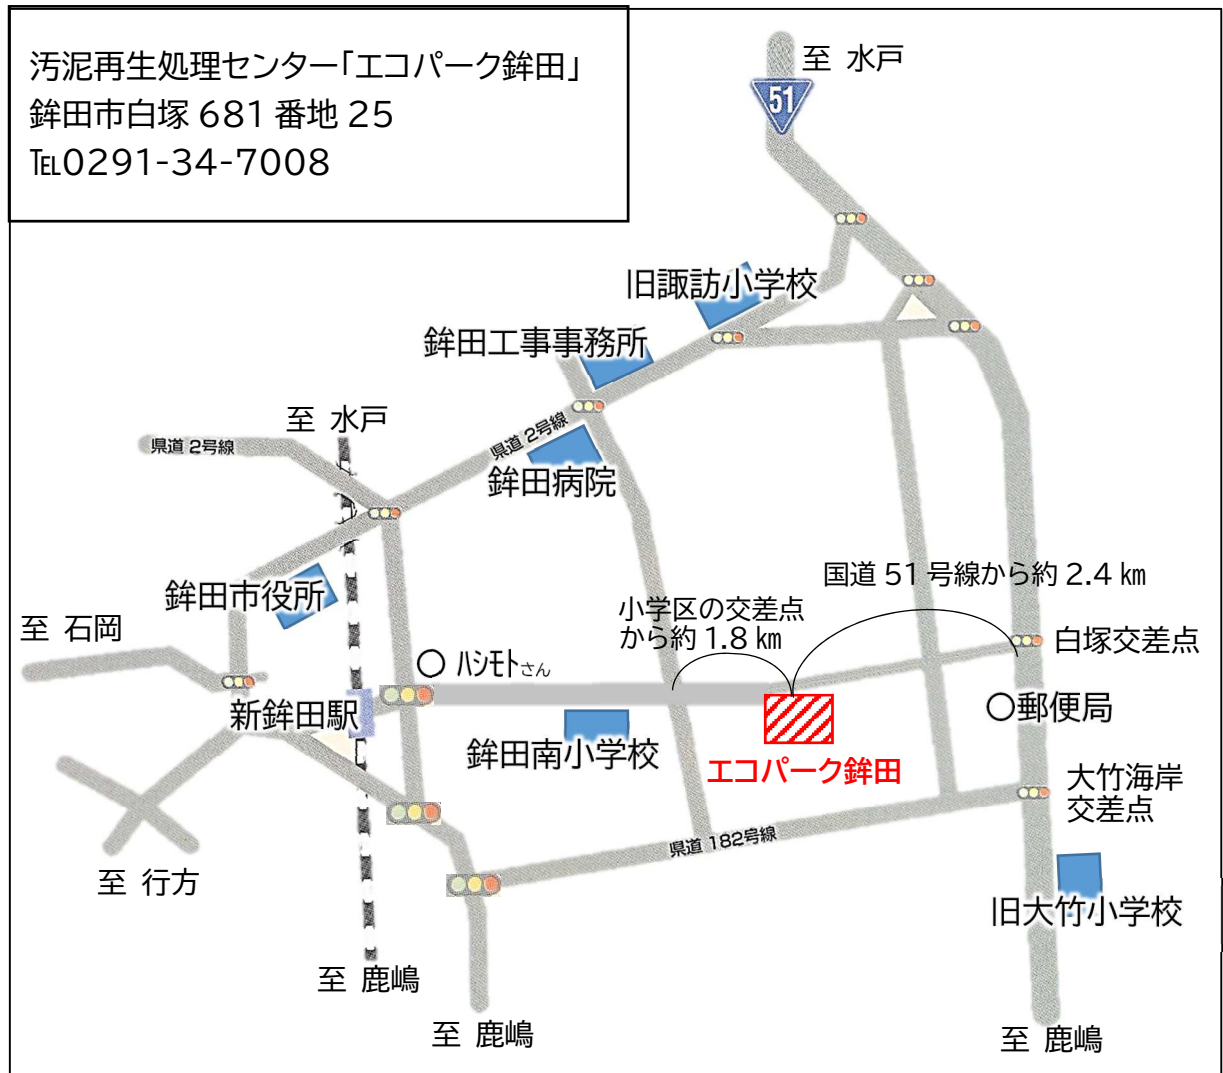 汚泥再生処理センター「エコパーク鉾田」
鉾田市白塚 681 番地 25
℡0291-34-7008
至 水戸
51
旧諏訪小学校
鉾田工事事務所
至 水戸
県道 2号線
県道 2号線
鉾田病院
国道 51 号線から約 2.4 ㎞
鉾田市役所
小学区の交差点
から約 1.8 ㎞
至 石岡
白塚交差点
○ ﾊｼﾓﾄさん
新鉾田駅
○郵便局
鉾田南小学校
エコパーク鉾田
大竹海岸
交差点
県道 182号線
至 行方
旧大竹小学校
至 鹿嶋
至 鹿嶋
至 鹿嶋